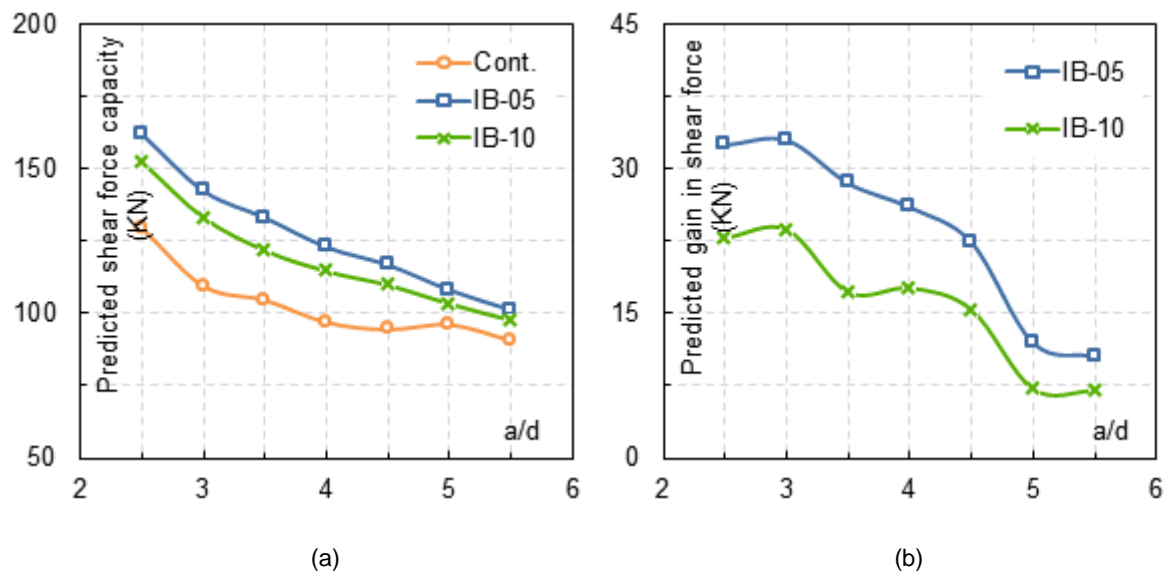 200
150
100
50
2
3
4
5
6
Predicted shear force capacity
(KN)
a/d
Cont.
IB-05
IB-10
(a)
45
30
15
0
2
3
4
5
6
Predicted gain in shear force
(KN)
a/d
IB-05
IB-10
(b)